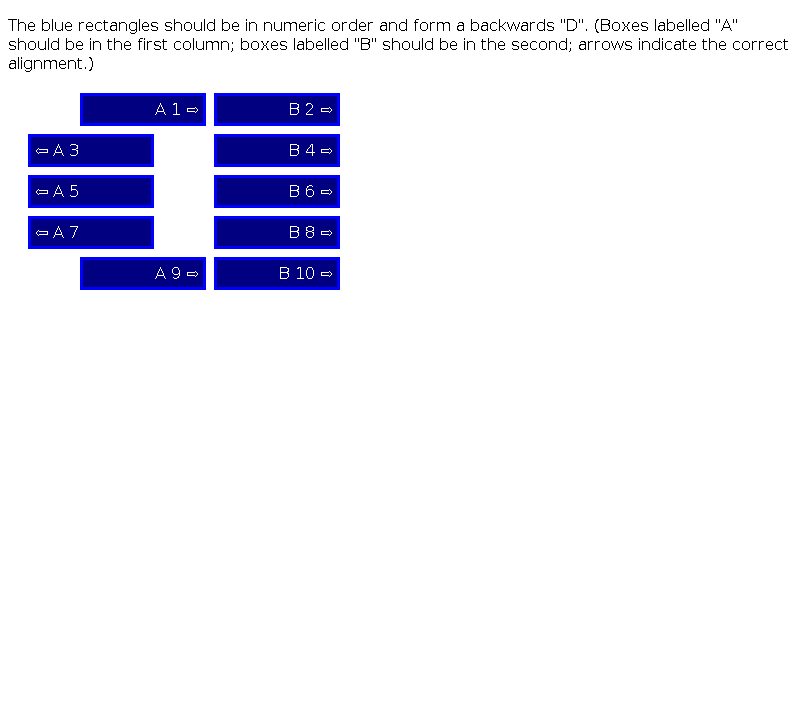 The blue rectangles should be in numeric order and form a backwards "D". (Boxes labelled "A"
should be in the first column; boxes labelled "B" should be in the second; arrows indicate the correct
alignment.)
A 1 ⇨ B 2 ⇨
⇦ A 3 B 4 ⇨
⇦ A 5 B 6 ⇨
⇦ A 7 B 8 ⇨
A 9 ⇨ B 10 ⇨